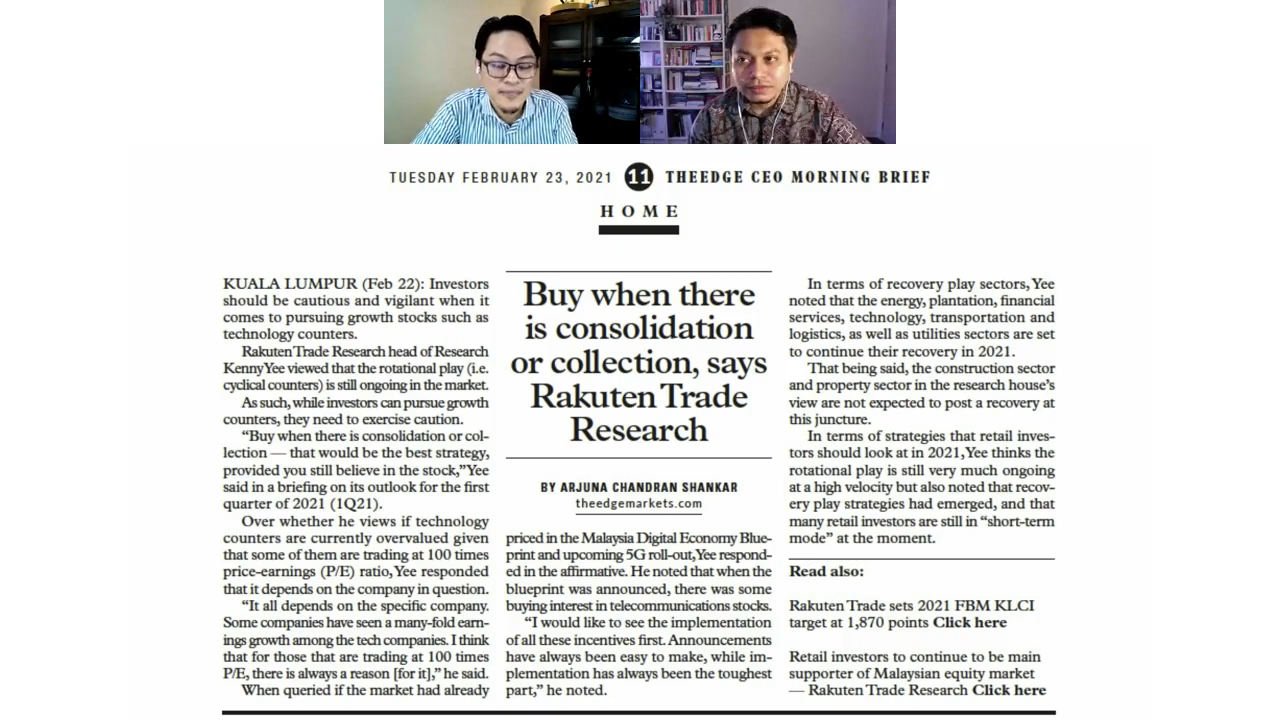 TUESDAY FEBRUARY 23, 2021 11 THEEDGE CEO MORNING BRIEF
HOME
KUALA LUMPUR (Feb 22): Investors
should be cautious and vigilant when it
comes to pursuing growth stocks such as
technology counters.
Rakuten Trade Research head of Research
Kenny Yee viewed that the rotational play (i.e.
cyclical counters) is still ongoing in the market.
As such, while investors can pursue growth
counters, they need to exercise caution.
“Buy when there is consolidation or col-
lection — that would be the best strategy,
provided you still believe in the stock,” Yee
said in a briefing on its outlook for the first
quarter of 2021 (1Q21).
Over whether he views if technology
counters are currently overvalued given
that some of them are trading at 100 times
price-earnings (P/E) ratio, Yee responded
that it depends on the company in question.
“It all depends on the specific company.
Some companies have seen a many-fold earn-
ings growth among the tech companies. I think
that for those that are trading at 100 times
P/E, there is always a reason [for it],” he said.
When queried if the market had already
Buy when there
is consolidation
or collection, says
Rakuten Trade
Research
BY ARJUNA CHANDRAN SHANKAR
theedgemarkets.com
priced in the Malaysia Digital Economy Blue-
print and upcoming 5G roll-out, Yee respond-
ed in the affirmative. He noted that when the
blueprint was announced, there was some
buying interest in telecommunications stocks.
“I would like to see the implementation
of all these incentives first. Announcements
have always been easy to make, while im-
plementation has always been the toughest
part,” he noted.
In terms of recovery play sectors, Yee
noted that the energy, plantation, financial
services, technology, transportation and
logistics, as well as utilities sectors are set
to continue their recovery in 2021.
That being said, the construction sector
and property sector in the research house’s
view are not expected to post a recovery at
this juncture.
In terms of strategies that retail inves-
tors should look at in 2021, Yee thinks the
rotational play is still very much ongoing
at a high velocity but also noted that recov-
ery play strategies had emerged, and that
many retail investors are still in “short-term
mode” at the moment.
Read also:
Rakuten Trade sets 2021 FBM KLCI
target at 1,870 points Click here
Retail investors to continue to be main
supporter of Malaysian equity market
— Rakuten Trade Research Click here